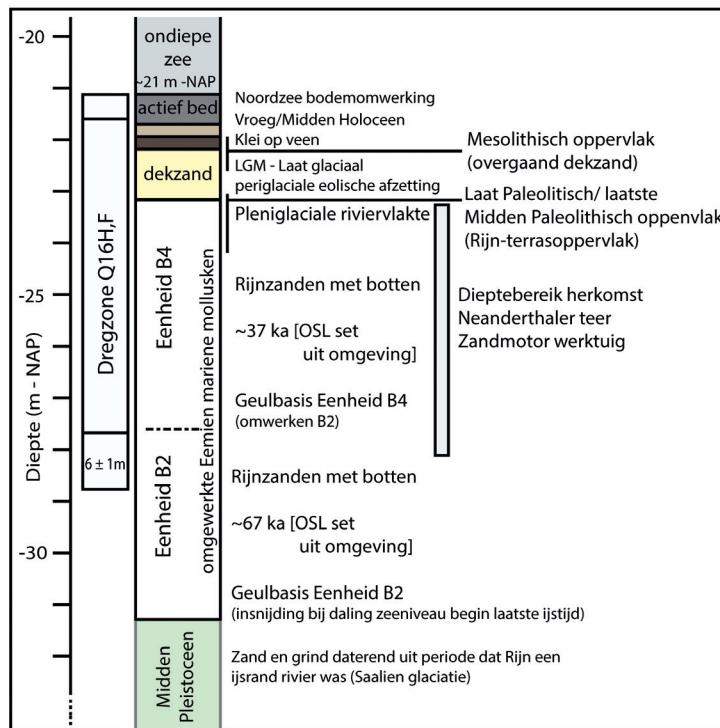 Diepte (m - NAP)
-20
-25
-30
Dregzone Q16H,F
6 ± 1m
ondiepe
zee
~21 m -NAP
actief bed
dekzand
Eenheid B4
Eenheid B2
omgewerkte Eemien mariene mollusken
Midden
Pleistoceen
Noordzee bodemomwerking
Vroeg/Midden Holoceen
Klei op veen
LGM - Laat glaciaal
periglaciale eolische afzetting
Pleniglaciale riviervlakte
Rijnzanden met botten
~37 ka [OSL set
uit omgeving]
Geulbasis Eenheid B4
(omwerken B2)
Rijnzanden met botten
~67 ka [OSL set
uit omgeving]
Geulbasis Eenheid B2
(insnijding bij daling zeeniveau begin laatste ijstijd)
Zand en grind daterend uit periode dat Rijn een
ijsrand rivier was (Saalien glaciatie)
Mesolithisch oppervlak
(overgaand dekzand)
Laat Paleolitisch/ laatste
Midden Paleolithisch oppenvlak
(Rijn-terrasoppervlak)
Dieptebereik herkomst
Neanderthaler teer
Zandmotor werktuig